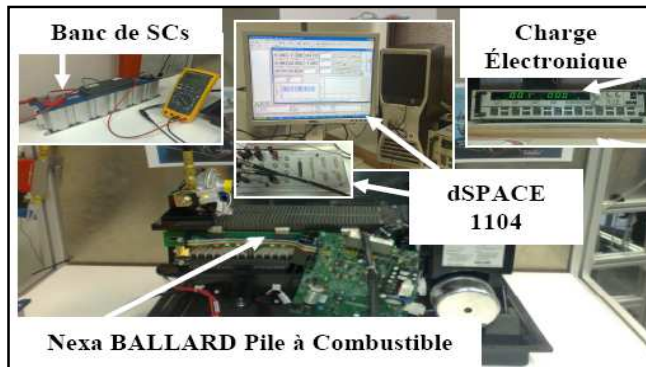 Banc de SCs
Charge
Électronique
dSPACE
1104
Nexa BALLARD Pile à Combustible